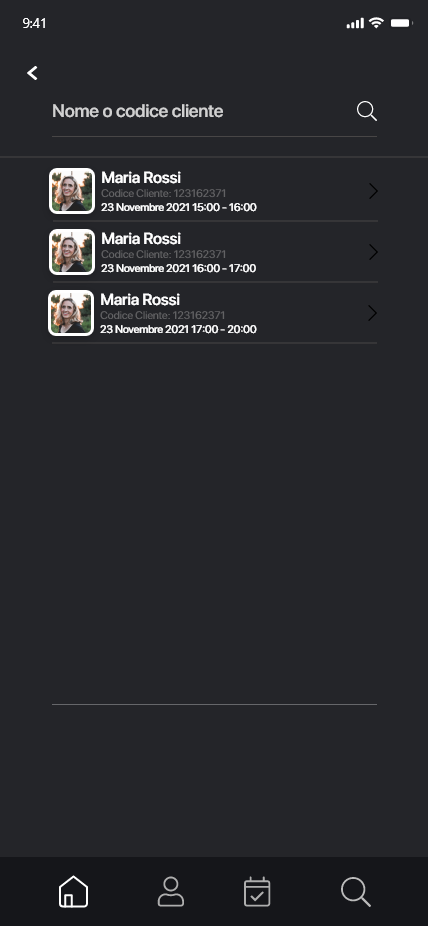 9:41
Nome o codice cliente
Maria Rossi
Codice Cliente: 123162371
23 Novembre 2021 15:00 - 16:00
Maria Rossi
Codice Cliente: 123162371
23 Novembre 2021 16:00 - 17:00
Maria Rossi
Codice Cliente: 123162371
23 Novembre 2021 17:00 - 20:00